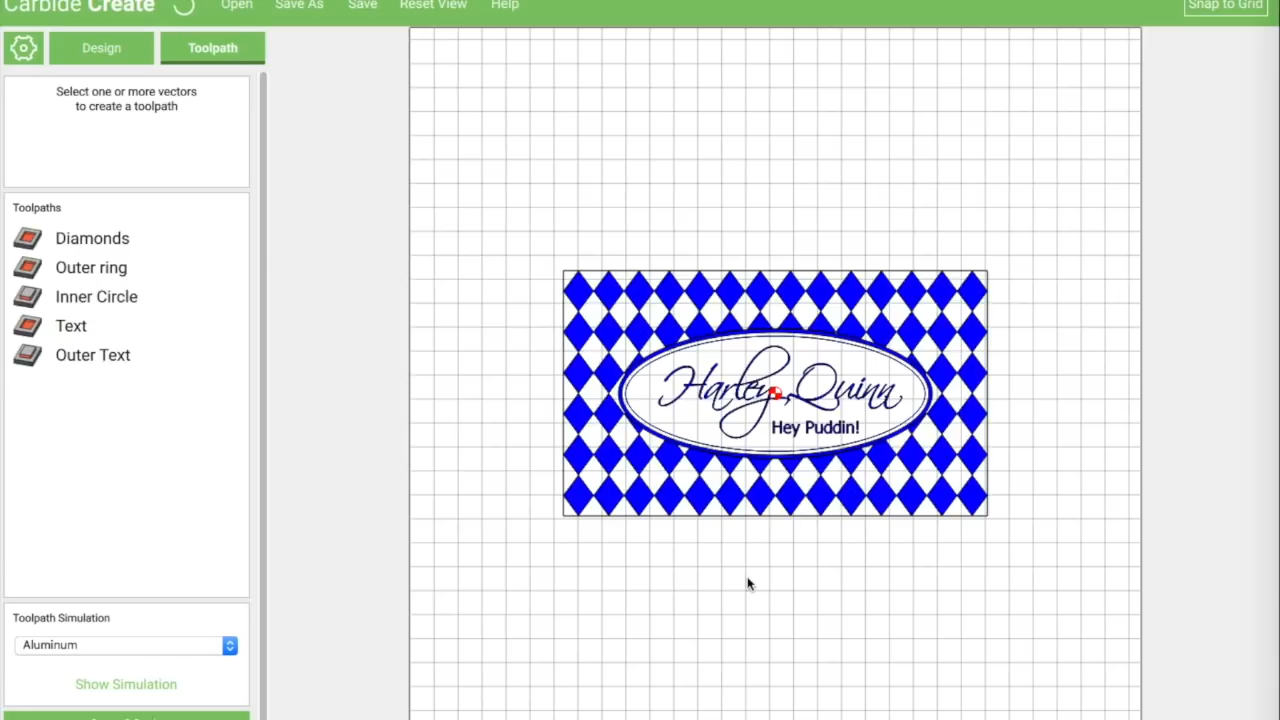 Carbide Create Open Save As Save Reset View Help Snap to Grid
Design Toolpath
Select one or more vectors
to create a toolpath
Toolpaths
Diamonds
Outer ring
Inner Circle
Text
Outer Text
Harley Quinn
Hey Puddin!
Toolpath Simulation
Aluminum
Show Simulation